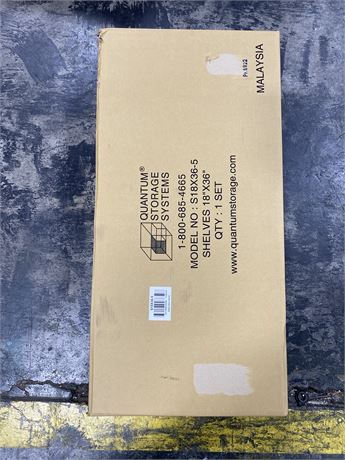 QUANTUM®
STORAGE
SYSTEMS
1-800-685-4665
MODEL NO : S18X36-5
SHELVES 18"X36"
QTY : 1 SET
www.quantumstorage.com
MALAYSIA